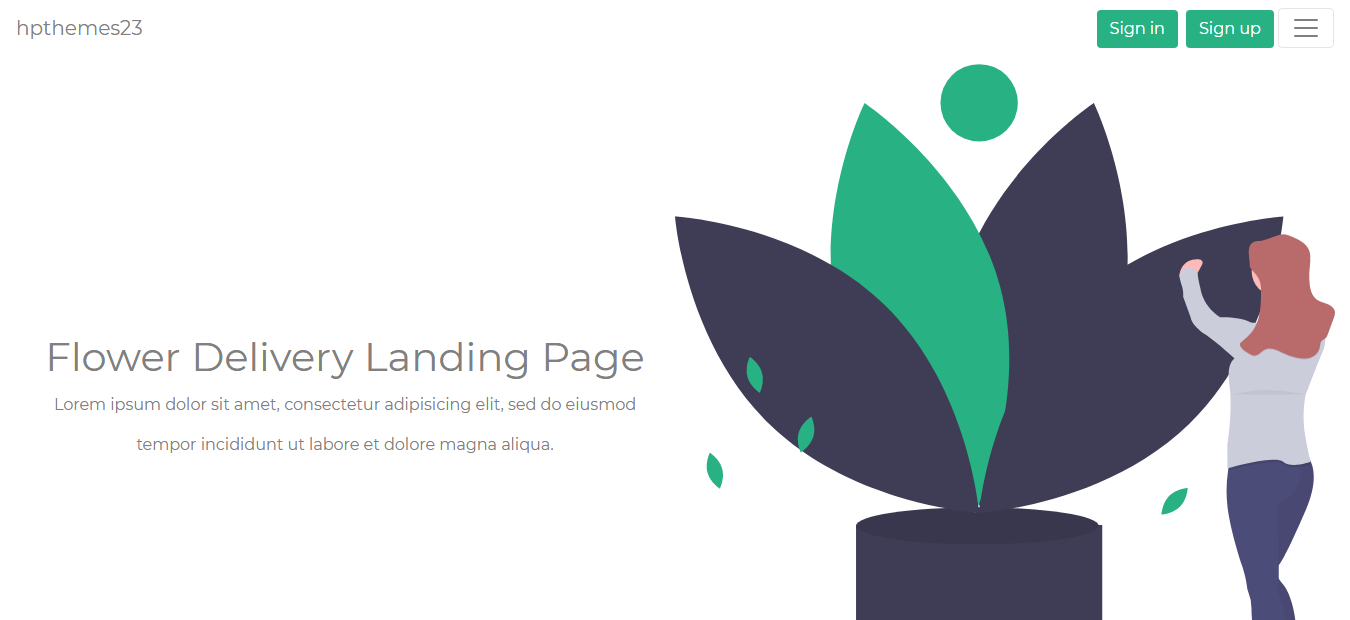 hpthemes23
Sign in
Sign up
Flower Delivery Landing Page
Lorem ipsum dolor sit amet, consectetur adipisicing elit, sed do eiusmod
tempor incididunt ut labore et dolore magna aliqua.